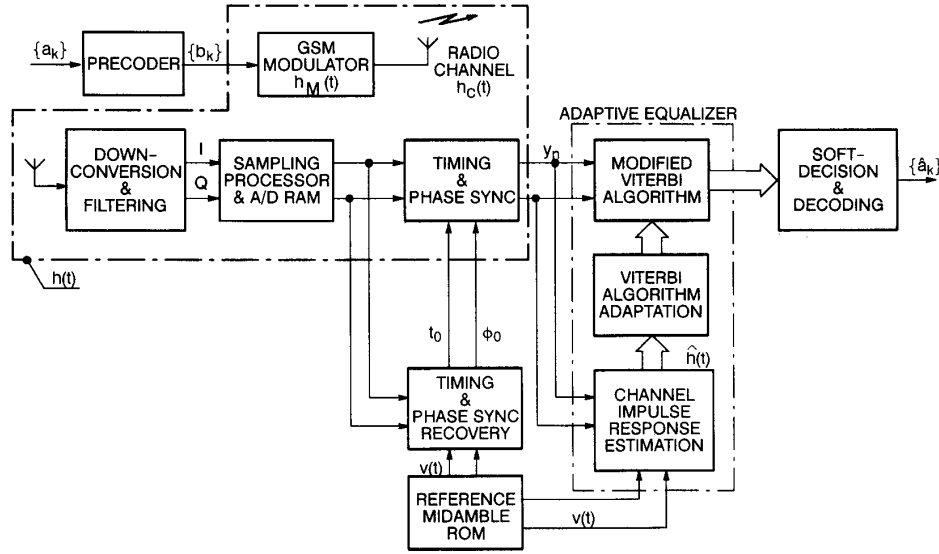 {a_k}
PRECODER
{b_k}
GSM
MODULATOR
h_M(t)
RADIO
CHANNEL
h_C(t)
DOWN-
CONVERSION
&
FILTERING
I
Q
SAMPLING
PROCESSOR
& A/D RAM
TIMING
&
PHASE SYNC
y_n
ADAPTIVE EQUALIZER
MODIFIED
VITERBI
ALGORITHM
SOFT-
DECISION
&
DECODING
{â_k}
h(t)
VITERBI
ALGORITHM
ADAPTATION
t_0
ϕ_0
ĥ(t)
TIMING
&
PHASE SYNC
RECOVERY
CHANNEL
IMPULSE
RESPONSE
ESTIMATION
v(t)
REFERENCE
MIDAMBLE
ROM
v(t)